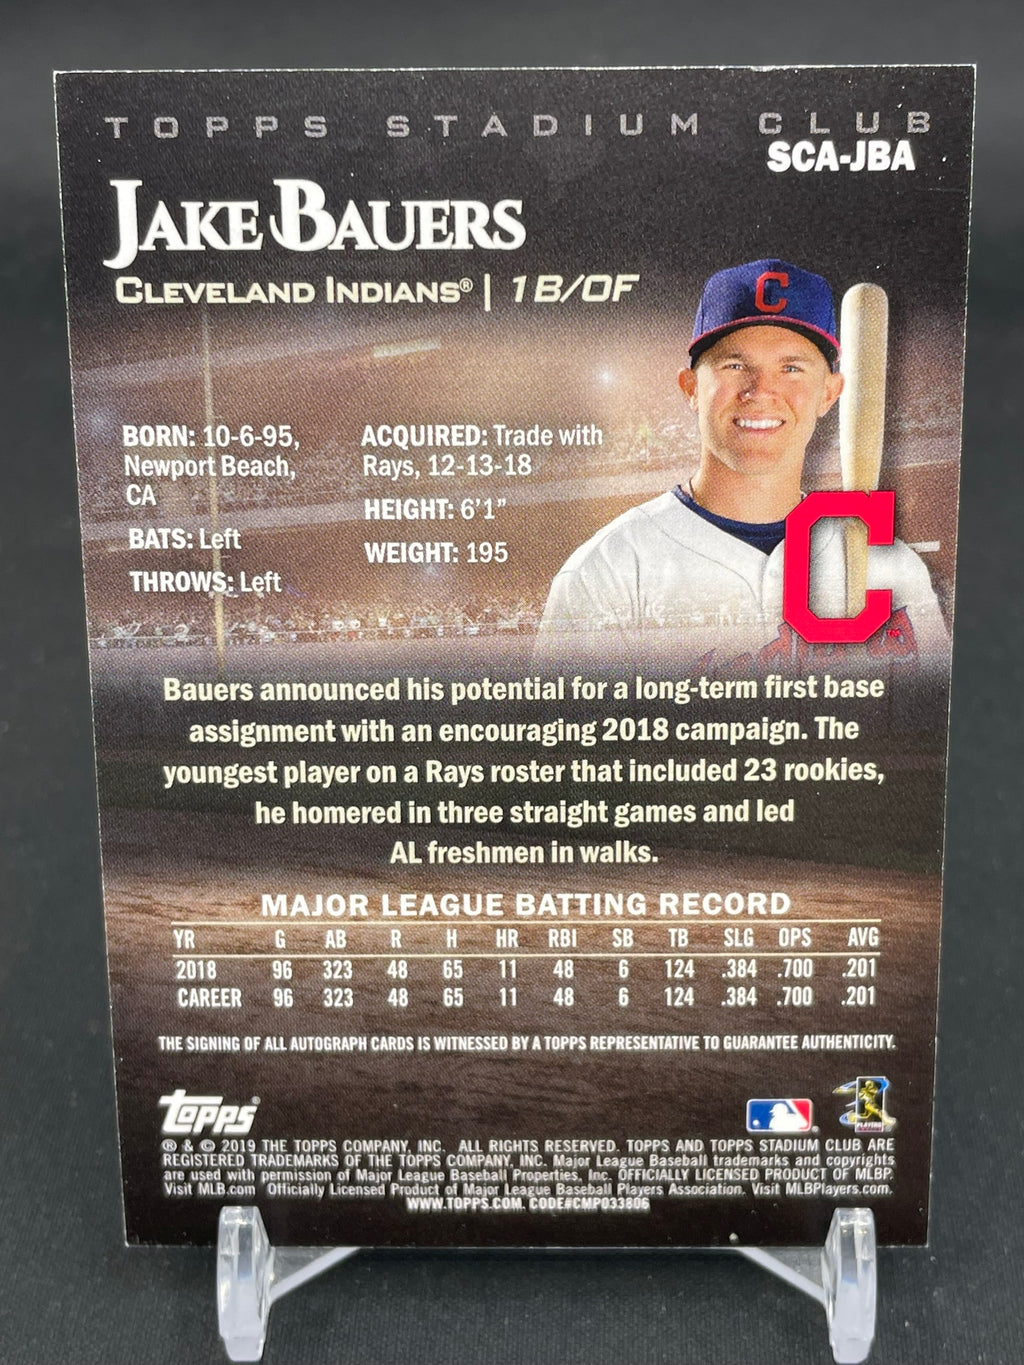 TOPPS STADIUM CLUB
SCA-JBA
JAKE BAUERS
CLEVELAND INDIANS® | 1B/OF
C
BORN: 10-6-95,
Newport Beach,
CA
BATS: Left
THROWS: Left
ACQUIRED: Trade with
Rays, 12-13-18
HEIGHT: 6'1"
WEIGHT: 195
C
Bauers announced his potential for a long-term first base
assignment with an encouraging 2018 campaign. The
youngest player on a Rays roster that included 23 rookies,
he homered in three straight games and led
AL freshmen in walks.
MAJOR LEAGUE BATTING RECORD
YR G AB R H HR RBI SB TB SLG OPS AVG
2018 96 323 48 65 11 48 6 124 .384 .700 .201
CAREER 96 323 48 65 11 48 6 124 .384 .700 .201
THE SIGNING OF ALL AUTOGRAPH CARDS IS WITNESSED BY A TOPPS REPRESENTATIVE TO GUARANTEE AUTHENTICITY.
Topps
PLAYERS
® & © 2019 THE TOPPS COMPANY, INC. ALL RIGHTS RESERVED. TOPPS AND TOPPS STADIUM CLUB ARE
REGISTERED TRADEMARKS OF THE TOPPS COMPANY, INC. Major League Baseball trademarks and copyrights
are used with permission of Major League Baseball Properties, Inc. OFFICIALLY LICENSED PRODUCT OF MLBP.
Visit MLB.com Officially Licensed Product of Major League Baseball Players Association. Visit MLBPlayers.com.
WWW.TOPPS.COM. CODE#CMP033806